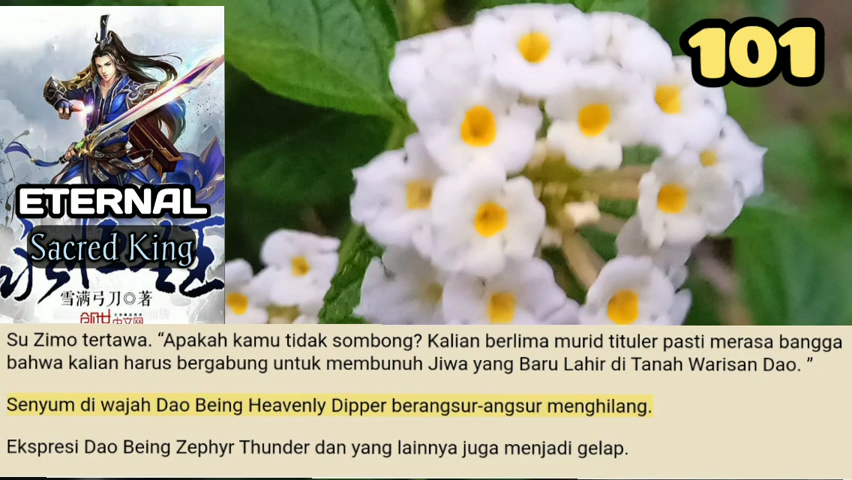 101
ETERNAL
Sacred King
雪满弓刀◎著
中文网
Su Zimo tertawa. “Apakah kamu tidak sombong? Kalian berlima murid tituler pasti merasa bangga
bahwa kalian harus bergabung untuk membunuh Jiwa yang Baru Lahir di Tanah Warisan Dao. ”
Senyum di wajah Dao Being Heavenly Dipper berangsur-angsur menghilang.
Ekspresi Dao Being Zephyr Thunder dan yang lainnya juga menjadi gelap.